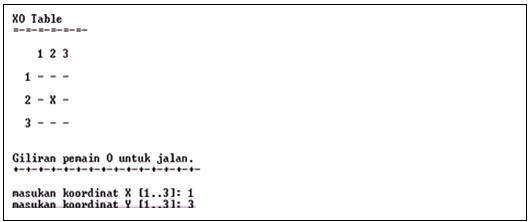 XO Table
=-=-=-=-=-=-
1 2 3
1 - - -
2 - X -
3 - - -
Giliran pemain O untuk jalan.
+-+-+-+-+-+-+-+-+-+-+-+-+-+-+-
masukan koordinat X [1..3]: 1
masukan koordinat Y [1..3]: 3